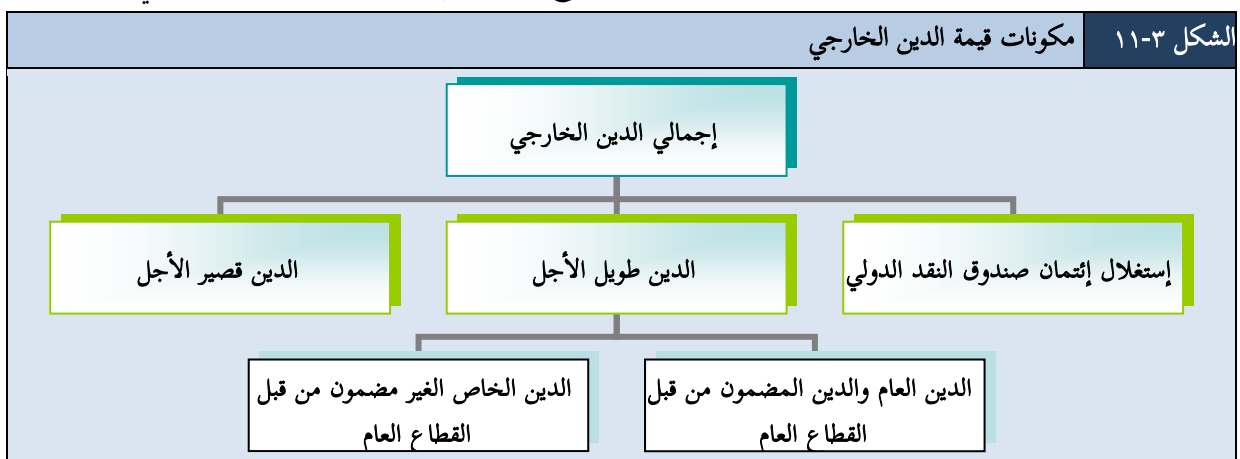 الشكل ٣-١١ مكونات قيمة الدين الخارجي
إجمالي الدين الخارجي
إستغلال إئتمان صندوق النقد الدولي
الدين طويل الأجل
الدين قصير الأجل
الدين العام والدين المضمون من قبل
القطاع العام
الدين الخاص الغير مضمون من قبل
القطاع العام